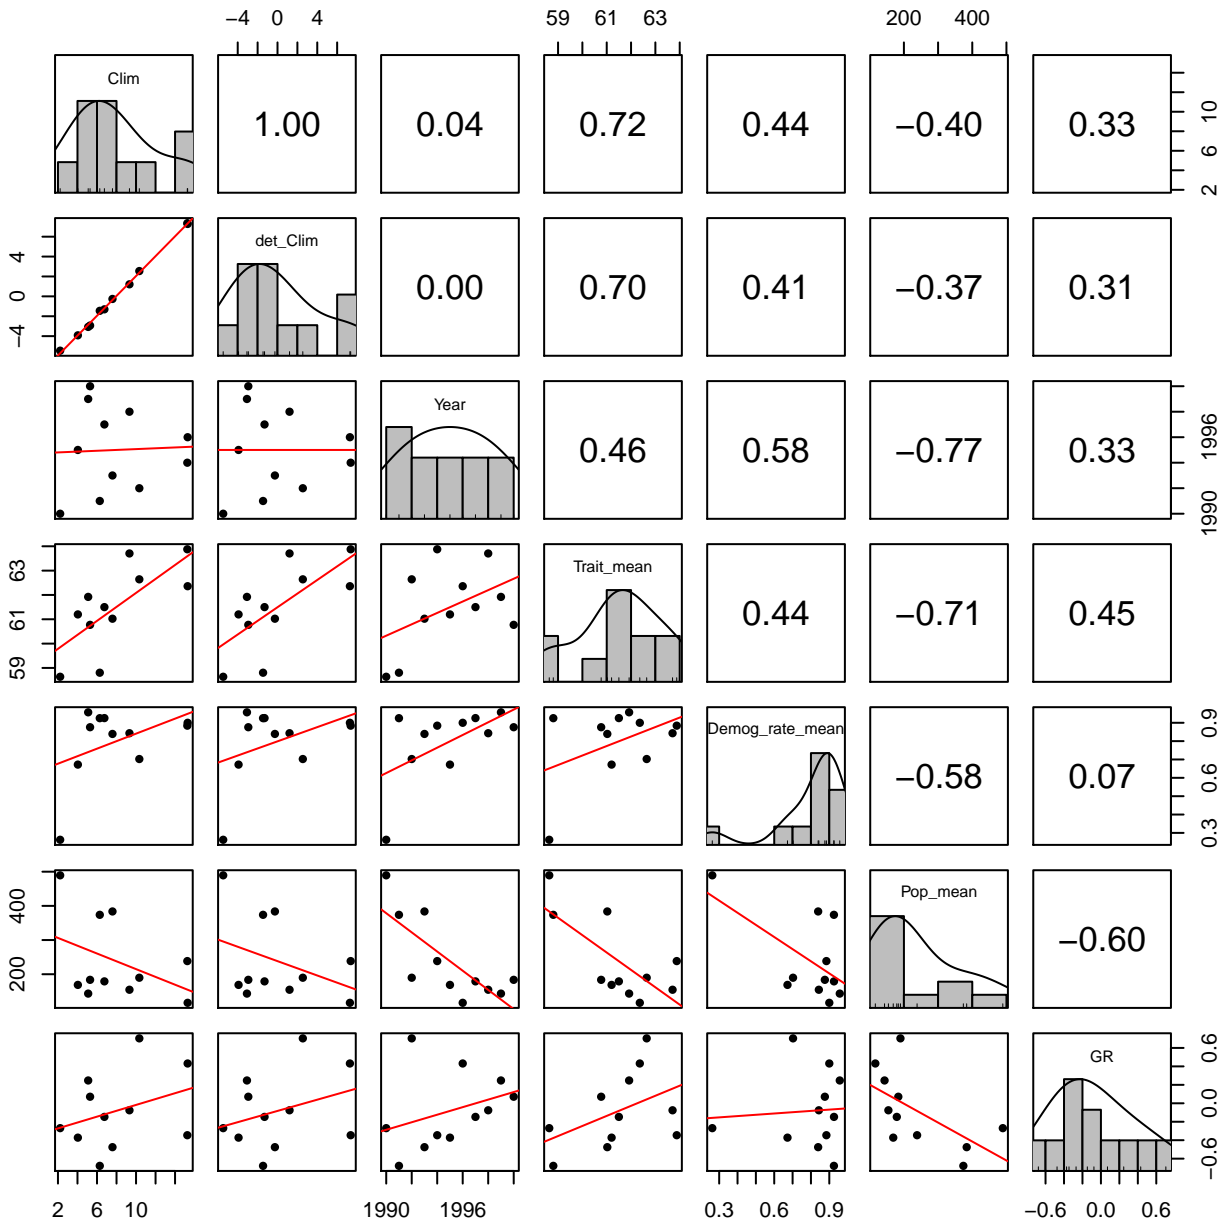 −4 0 4 59 61 63 200 400
Clim 1.00 0.04 0.72 0.44 −0.40 0.33 2 6 10
−4 0 4 det_Clim 0.00 0.70 0.41 −0.37 0.31
Year 0.46 0.58 −0.77 0.33 1990 1996
59 61 63 Trait_mean 0.44 −0.71 0.45
Demog_rate_mean −0.58 0.07 0.3 0.6 0.9
200 400 Pop_mean −0.60
GR −0.6 0.0 0.6
2 6 10 1990 1996 0.3 0.6 0.9 −0.6 0.0 0.6